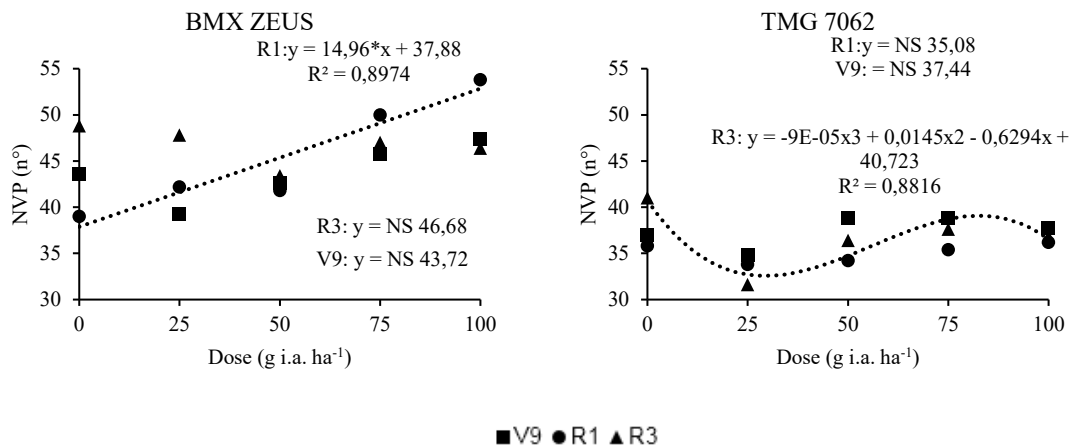 BMX ZEUS
R1:y = 14,96*x + 37,88
R² = 0,8974
55
50
45
40
35
30
NVP (n°)
R3: y = NS 46,68
V9: y = NS 43,72
0 25 50 75 100
Dose (g i.a. ha⁻¹)
TMG 7062
R1:y = NS 35,08
V9: = NS 37,44
55
50
45
40
35
30
NVP (n°)
R3: y = -9E-05x3 + 0,0145x2 - 0,6294x +
40,723
R² = 0,8816
0 25 50 75 100
Dose (g i.a. ha⁻¹)
V9 R1 R3